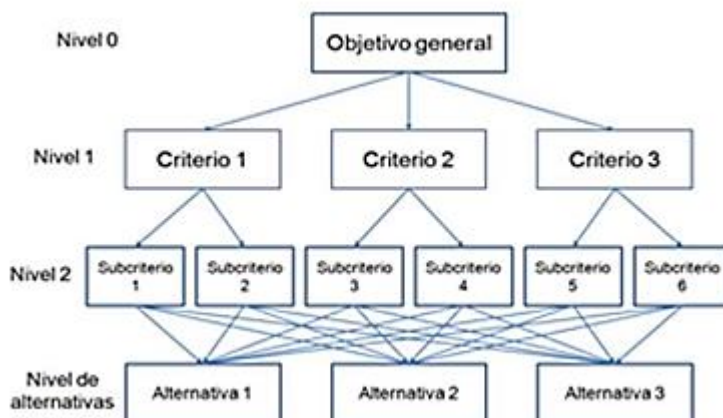 Nivel 0
Objetivo general
Nivel 1
Criterio 1
Criterio 2
Criterio 3
Nivel 2
Subcriterio
1
Subcriterio
2
Subcriterio
3
Subcriterio
4
Subcriterio
5
Subcriterio
6
Nivel de
alternativas
Alternativa 1
Alternativa 2
Alternativa 3